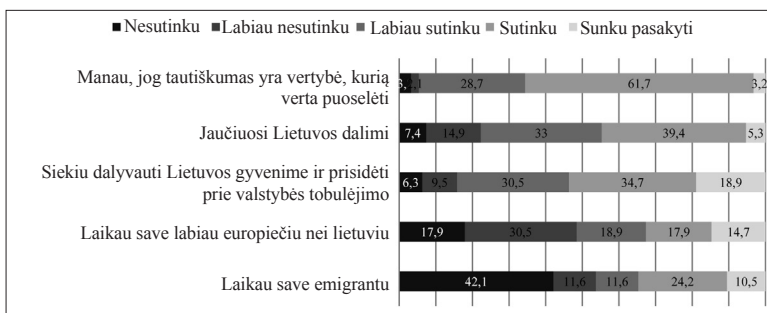 Nesutinku Labiau nesutinku Labiau sutinku Sutinku Sunku pasakyti
Manau, jog tautiškumas yra vertybė, kurią
verta puoselėti
28,7 61,7 3,2
Jaučiuosi Lietuvos dalimi
7,4 14,9 33 39,4 5,3
Siekiu dalyvauti Lietuvos gyvenime ir prisidėti
prie valstybės tobulėjimo
6,3 9,5 30,5 34,7 18,9
Laikau save labiau europiečiu nei lietuviu
17,9 30,5 18,9 17,9 14,7
Laikau save emigrantu
42,1 11,6 11,6 24,2 10,5